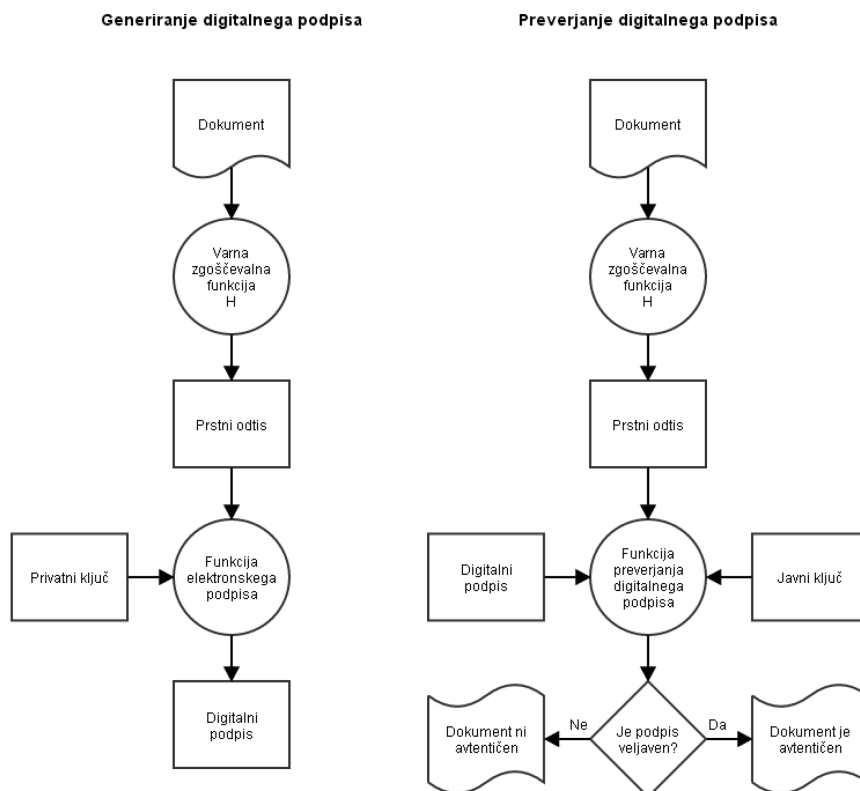 Generiranje digitalnega podpisa
Dokument
Varna
zgoščevalna
funkcija
H
Prstni odtis
Privatni ključ
Funkcija
elektronskega
podpisa
Digitalni
podpis
Preverjanje digitalnega podpisa
Dokument
Varna
zgoščevalna
funkcija
H
Prstni odtis
Digitalni
podpis
Funkcija
preverjanja
digitalnega
podpisa
Javni ključ
Dokument ni
avtentičen
Ne
Je podpis
veljaven?
Da
Dokument je
avtentičen